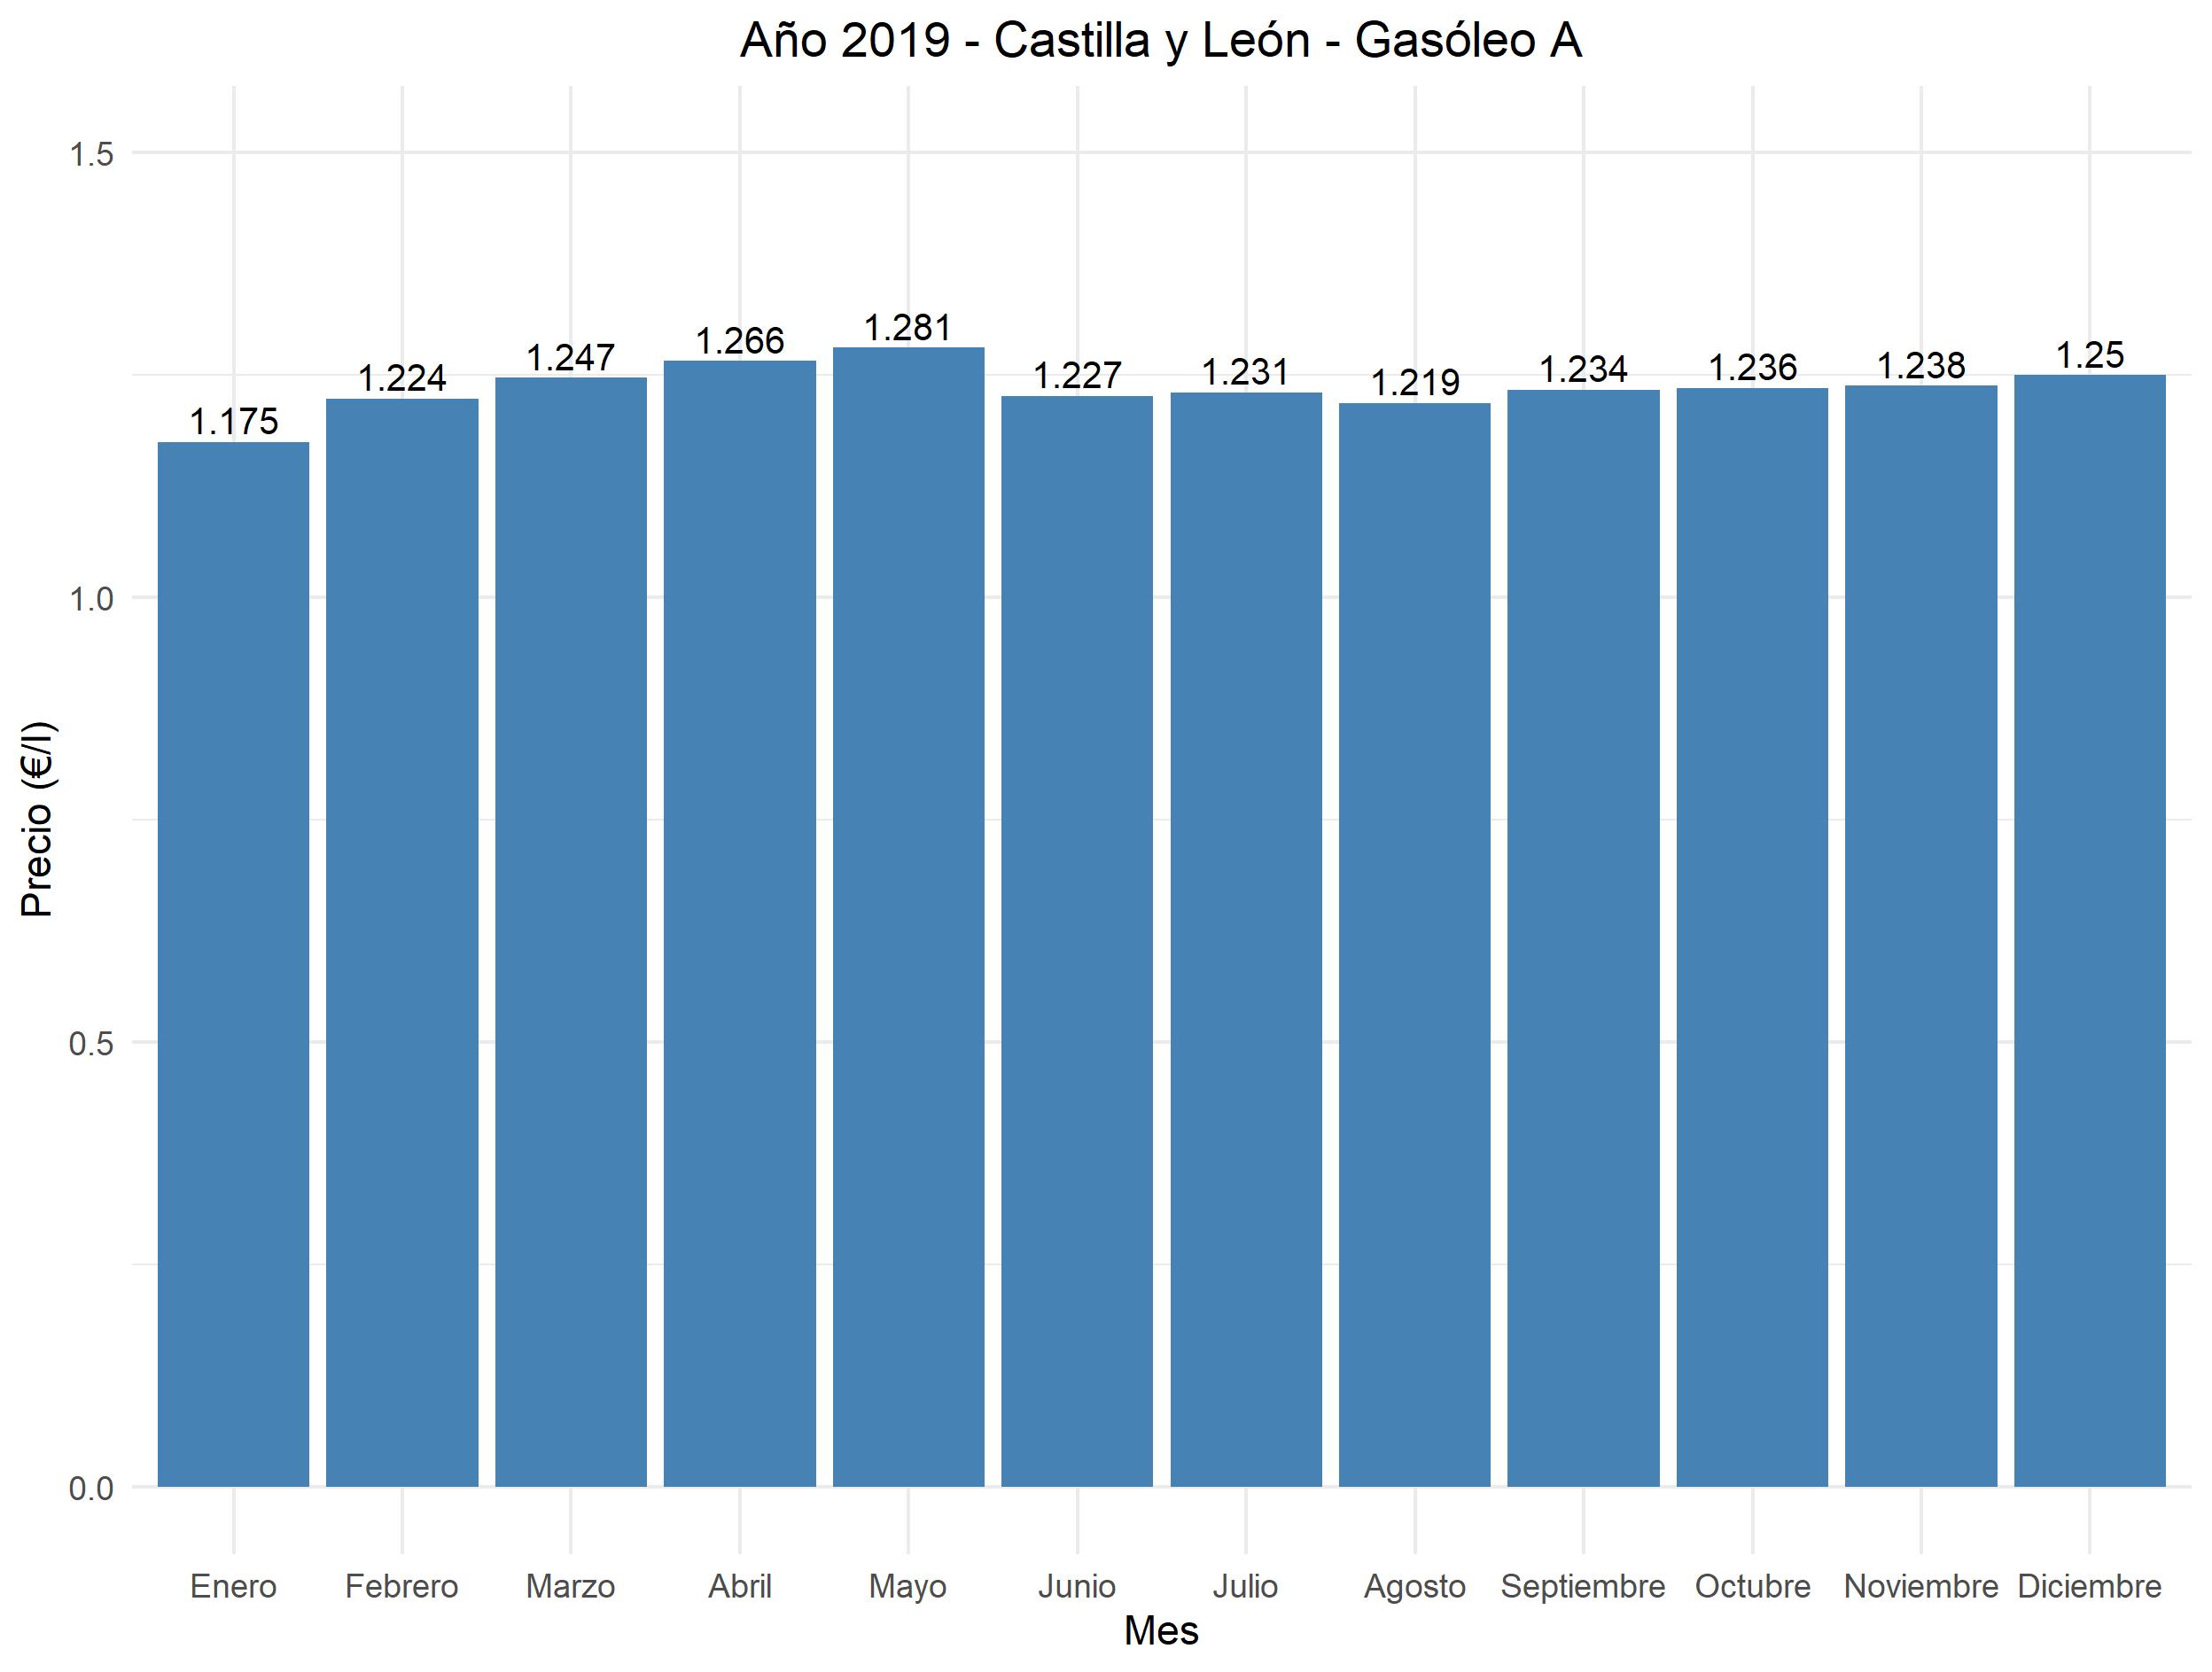 Año 2019 - Castilla y León - Gasóleo A
1.5
1.0
0.5
0.0
Precio (€/l)
1.175
1.224
1.247
1.266
1.281
1.227
1.231
1.219
1.234
1.236
1.238
1.25
Enero
Febrero
Marzo
Abril
Mayo
Junio
Julio
Agosto
Septiembre
Octubre
Noviembre
Diciembre
Mes